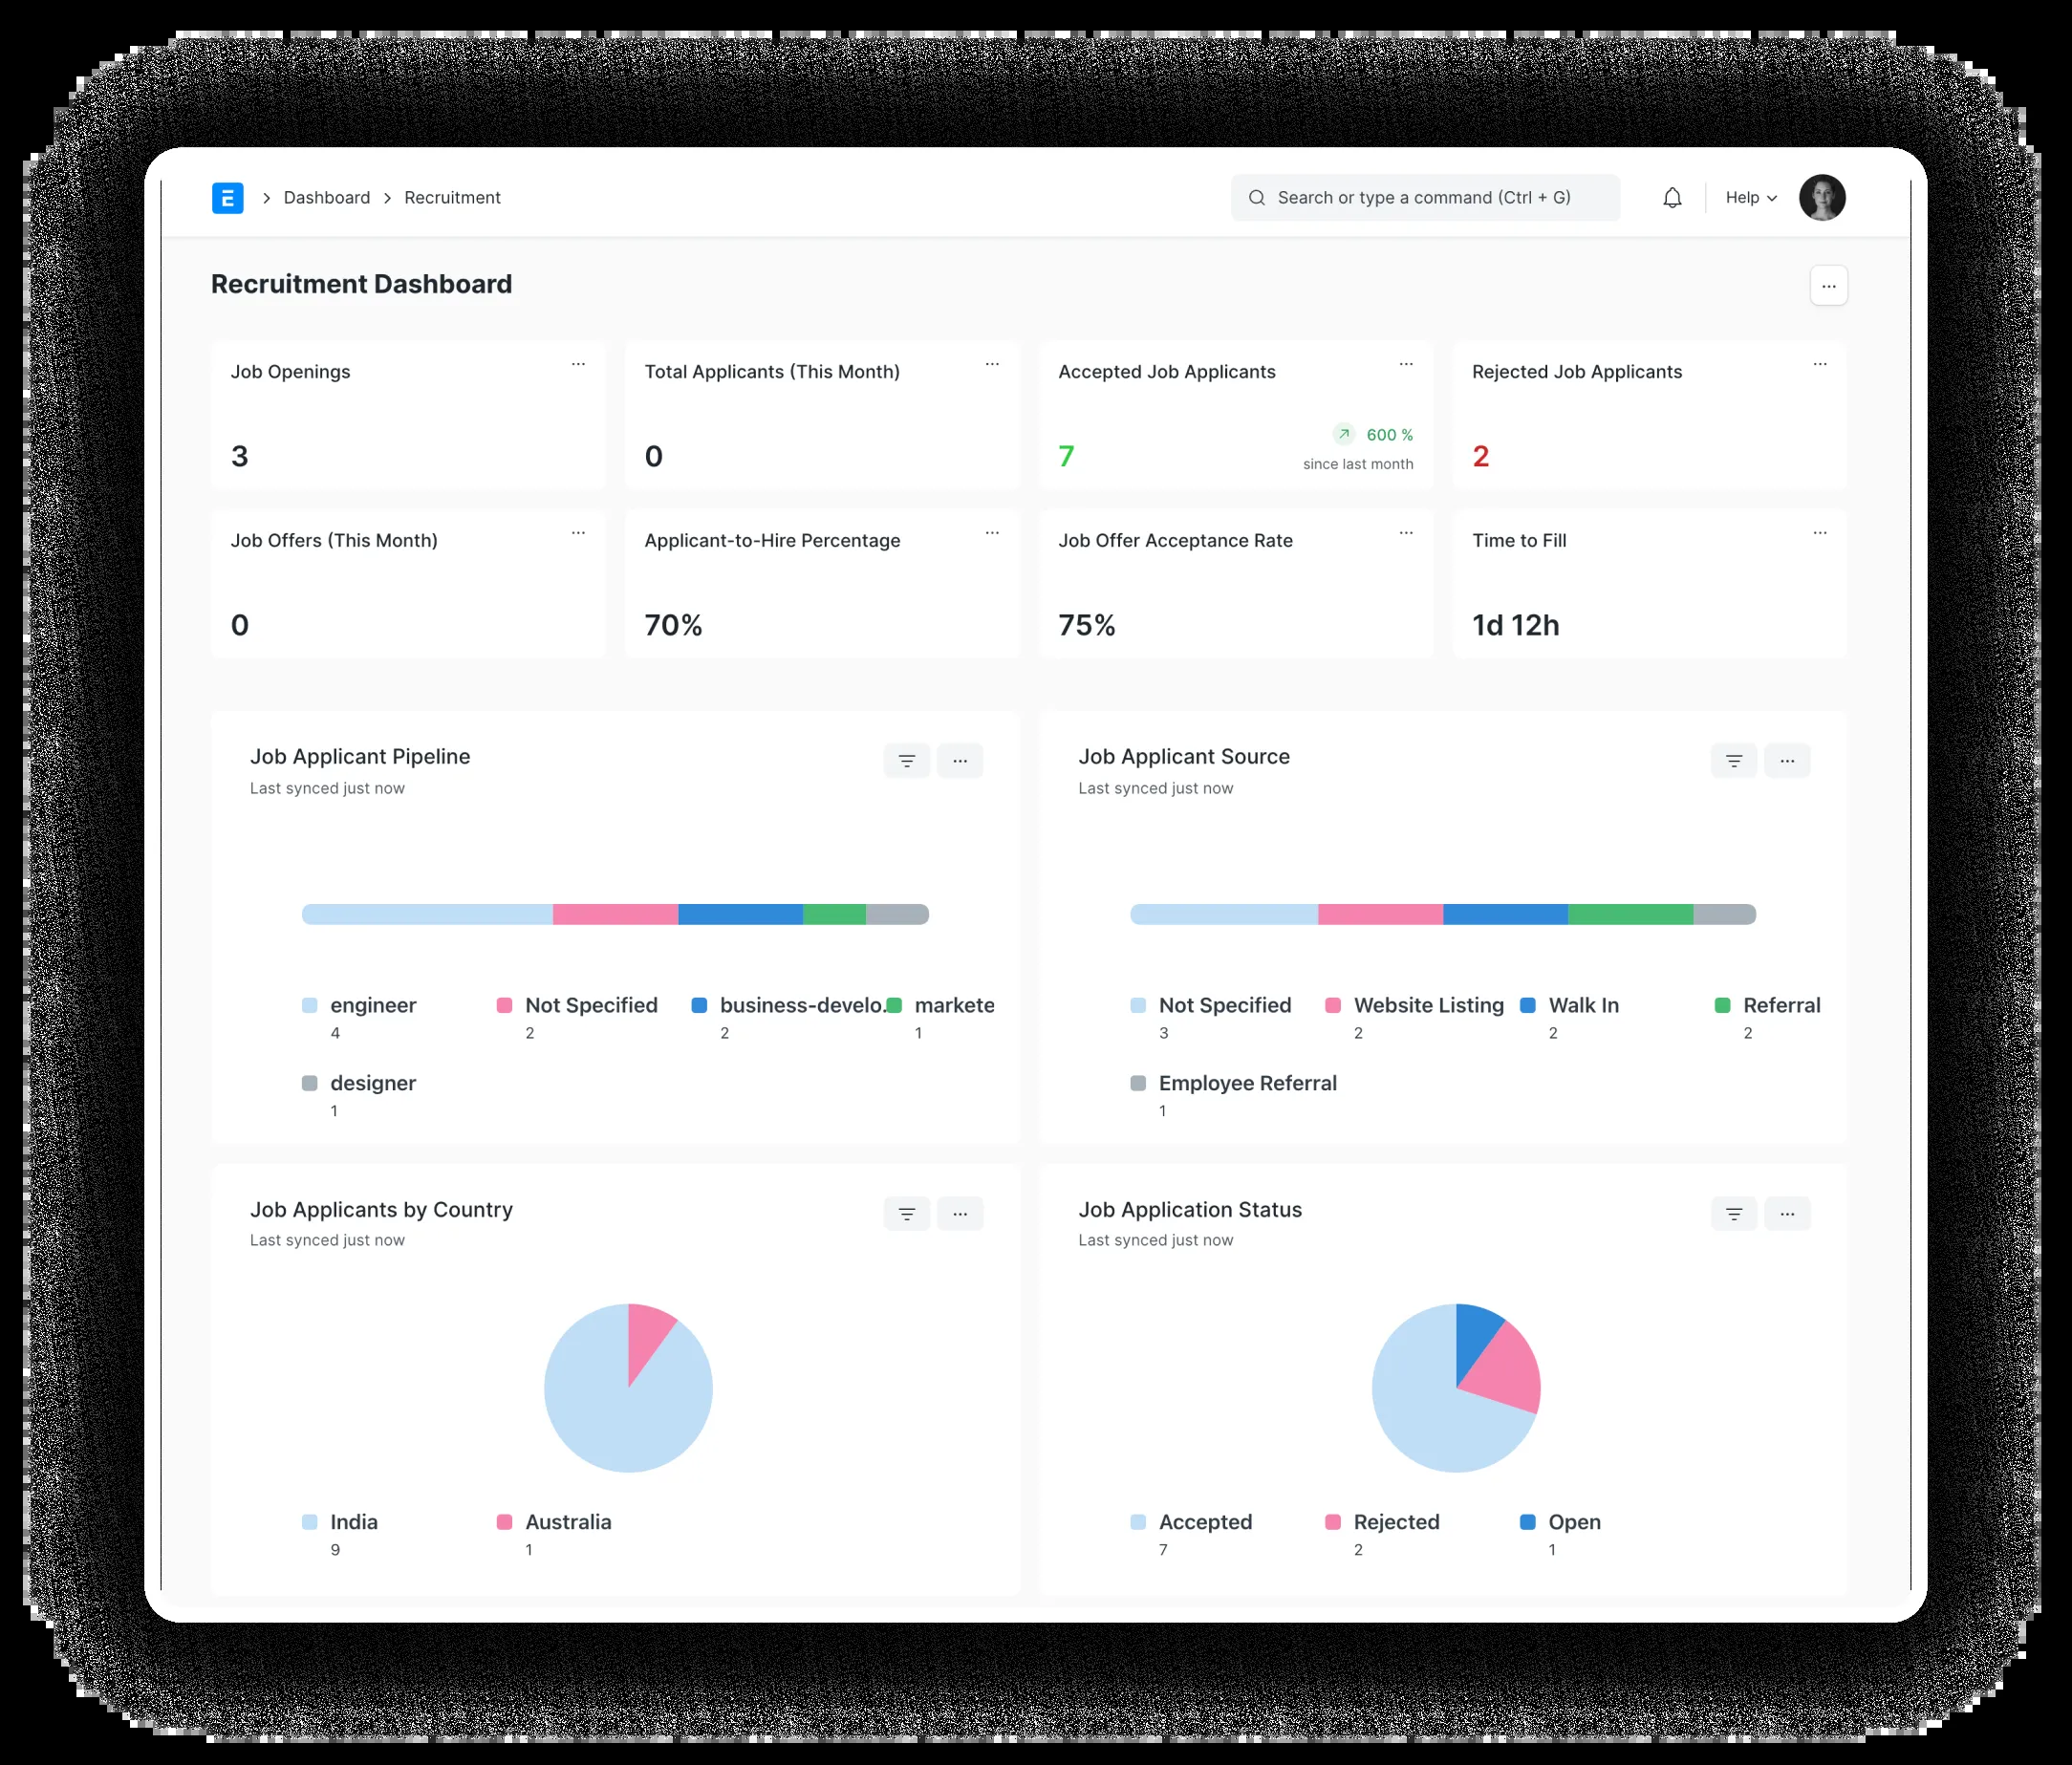 E > Dashboard > Recruitment
Search or type a command (Ctrl + G)
Help
Recruitment Dashboard
Job Openings
3
Total Applicants (This Month)
0
Accepted Job Applicants
7
600 %
since last month
Rejected Job Applicants
2
Job Offers (This Month)
0
Applicant-to-Hire Percentage
70%
Job Offer Acceptance Rate
75%
Time to Fill
1d 12h
Job Applicant Pipeline
Last synced just now
engineer
4
Not Specified
2
business-develo..
2
markete
1
designer
1
Job Applicant Source
Last synced just now
Not Specified
3
Website Listing
2
Walk In
2
Referral
2
Employee Referral
1
Job Applicants by Country
Last synced just now
India
9
Australia
1
Job Application Status
Last synced just now
Accepted
7
Rejected
2
Open
1